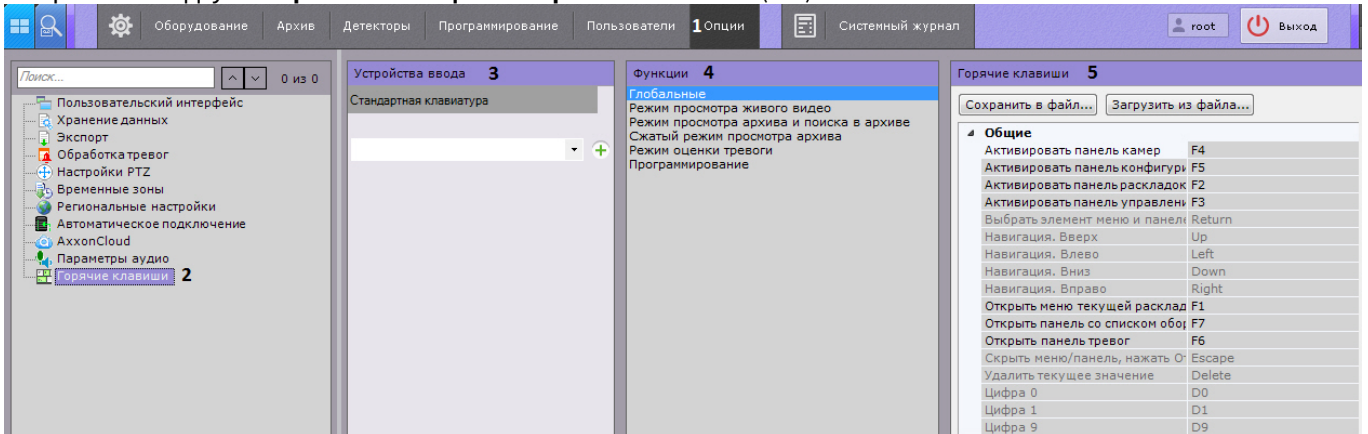 Оборудование Архив Детекторы Программирование Пользователи 1 Опции Системный журнал root Выход
Поиск... 0 из 0
Пользовательский интерфейс
Хранение данных
Экспорт
Обработка тревог
Настройки PTZ
Временные зоны
Региональные настройки
Автоматическое подключение
AxxonCloud
Параметры аудио
Горячие клавиши 2
Устройства ввода 3
Стандартная клавиатура
Функции 4
Глобальные
Режим просмотра живого видео
Режим просмотра архива и поиска в архиве
Сжатый режим просмотра архива
Режим оценки тревоги
Программирование
Горячие клавиши 5
Сохранить в файл... Загрузить из файла...
Общие
Активировать панель камер F4
Активировать панель конфигури F5
Активировать панель раскладок F2
Активировать панель управлени F3
Выбрать элемент меню и панеле Return
Навигация. Вверх Up
Навигация. Влево Left
Навигация. Вниз Down
Навигация. Вправо Right
Открыть меню текущей расклад F1
Открыть панель со списком обор F7
Открыть панель тревог F6
Скрыть меню/панель, нажать От Escape
Удалить текущее значение Delete
Цифра 0 D0
Цифра 1 D1
Цифра 9 D9